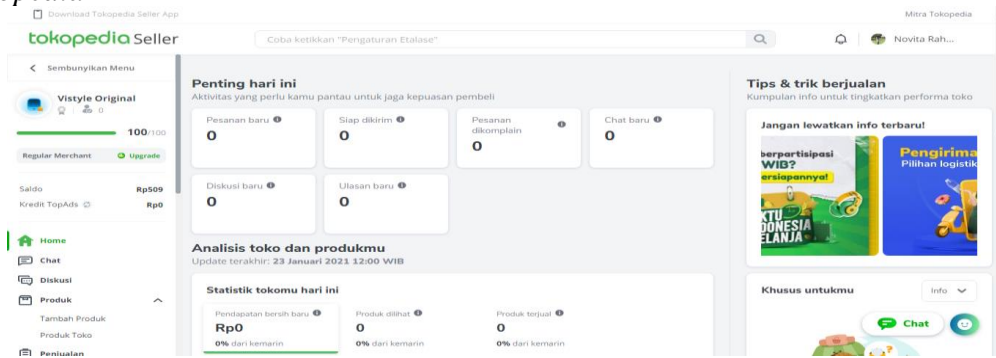 Download Tokopedia Seller App
Mitra Tokopedia
tokopedia Seller
Coba ketikkan "Pengaturan Etalase"
Novita Rah...
Sembunyikan Menu
Vistyle Original
0
100/100
Regular Merchant
Upgrade
Saldo
Rp509
Kredit TopAds
Rp0
Home
Chat
Diskusi
Produk
Tambah Produk
Produk Toko
Penjualan
Penting hari ini
Aktivitas yang perlu kamu pantau untuk jaga kepuasan pembeli
Pesanan baru
0
Siap dikirim
0
Pesanan
dikomplain
0
Chat baru
0
Diskusi baru
0
Ulasan baru
0
Analisis toko dan produkmu
Update terakhir: 23 Januari 2021 12:00 WIB
Statistik tokomu hari ini
Pendapatan bersih baru
Rp0
0% dari kemarin
Produk dilihat
0
0% dari kemarin
Produk terjual
0
0% dari kemarin
Tips & trik berjualan
Kumpulan info untuk tingkatkan performa toko
Jangan lewatkan info terbaru!
berpartisipasi
WIB?
ersiapannya!
KTU
DONESIA
ELANJA
Pengirima
Pilihan logistik
Khusus untukmu
Info
Chat